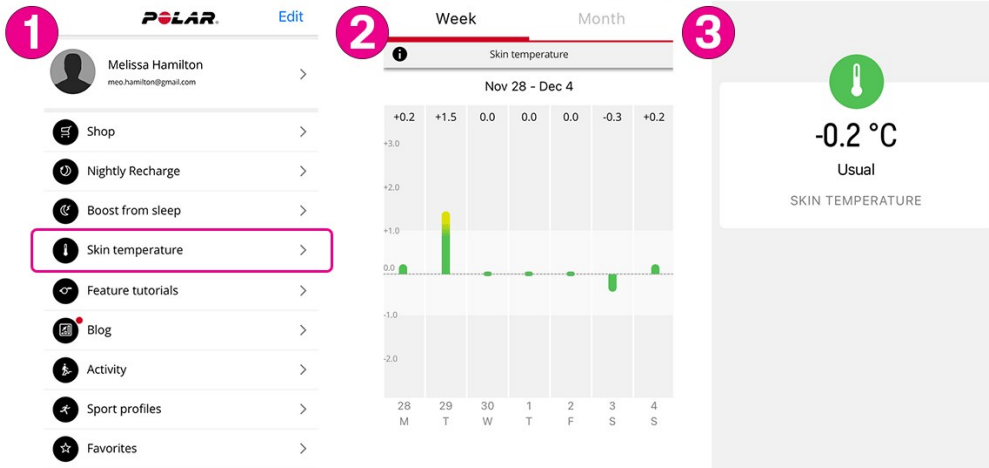 1
POLAR.
Edit
Melissa Hamilton
meo.hamilton@gmail.com
Shop
Nightly Recharge
Boost from sleep
Skin temperature
Feature tutorials
Blog
Activity
Sport profiles
Favorites
2
Week Month
Skin temperature
Nov 28 - Dec 4
+0.2 +1.5 0.0 0.0 0.0 -0.3 +0.2
+3.0
+2.0
+1.0
0.0
-1.0
-2.0
28 29 30 1 2 3 4
M T W T F S S
3
-0.2 °C
Usual
SKIN TEMPERATURE